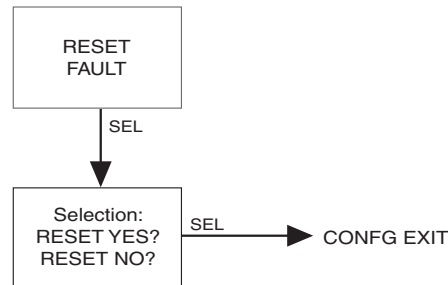 RESET
FAULT
SEL
Selection:
RESET YES?
RESET NO?
SEL
CONFG EXIT